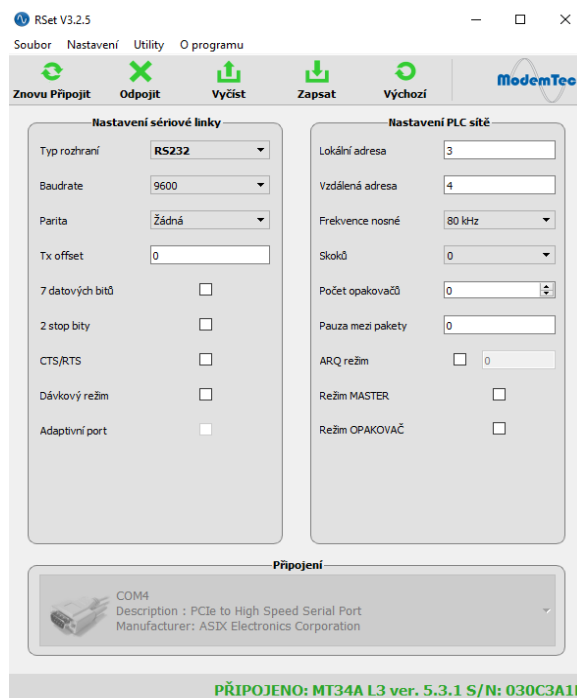 RSet V3.2.5
Soubor Nastavení Utility O programu
Znovu Připojit Odpojit Vyčíst Zapsat Výchozí ModemTec
Nastavení sériové linky
Typ rozhraní RS232
Baudrate 9600
Parita Žádná
Tx offset 0
7 datových bitů
2 stop bity
CTS/RTS
Dávkový režim
Adaptivní port
Nastavení PLC sítě
Lokální adresa 3
Vzdálená adresa 4
Frekvence nosné 80 kHz
Skoků 0
Počet opakovačů 0
Pauza mezi pakety 0
ARQ režim 0
Režim MASTER
Režim OPAKOVAČ
Připojení
COM4
Description : PCIe to High Speed Serial Port
Manufacturer: ASIX Electronics Corporation
PŘIPOJENO: MT34A L3 ver. 5.3.1 S/N: 030C3A1